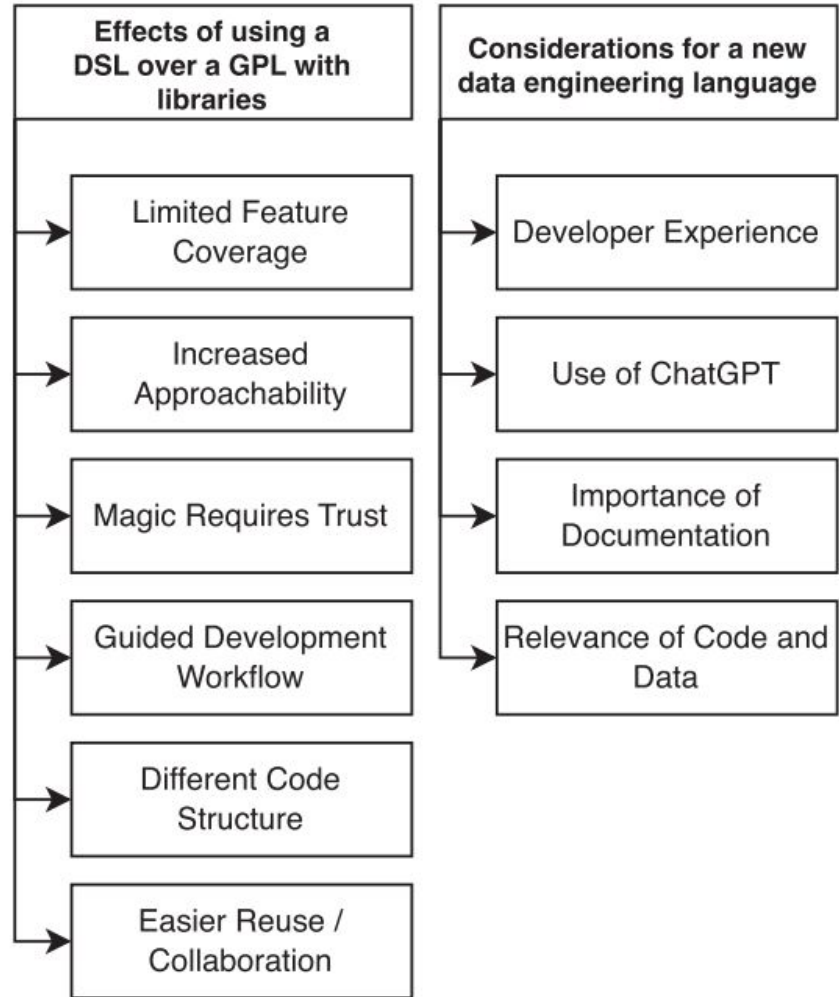 Effects of using a
DSL over a GPL with
libraries
Limited Feature
Coverage
Increased
Approachability
Magic Requires Trust
Guided Development
Workflow
Different Code
Structure
Easier Reuse /
Collaboration
Considerations for a new
data engineering language
Developer Experience
Use of ChatGPT
Importance of
Documentation
Relevance of Code and
Data